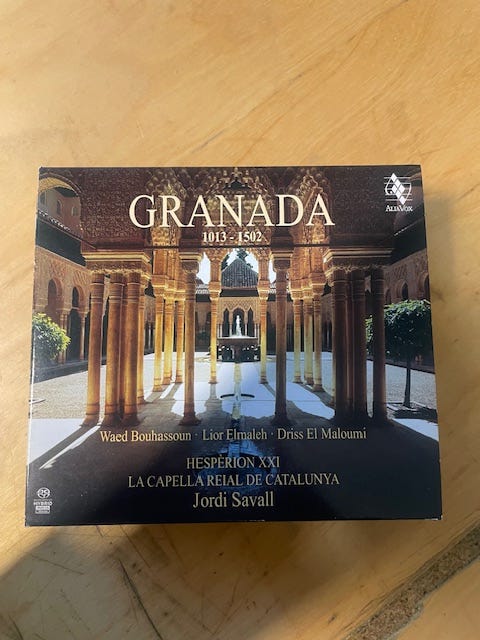 GRANADA
1013 - 1502
ALIAVOX
Waed Bouhassoun · Lior Elmaleh · Driss El Maloumi
HESPÈRION XXI
LA CAPELLA REIAL DE CATALUNYA
Jordi Savall
HYBRID